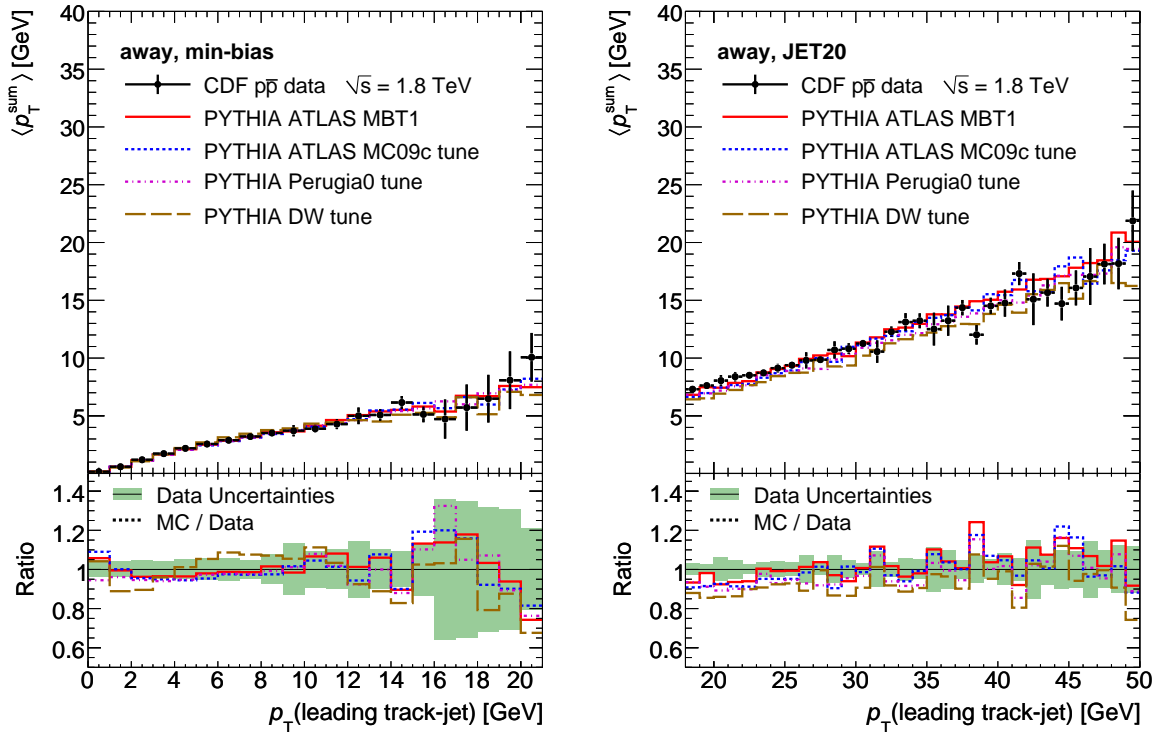 ⟨p_T^sum⟩ [GeV]
40
35
30
25
20
15
10
5
away, min-bias
CDF pp̅ data √s = 1.8 TeV
PYTHIA ATLAS MBT1
PYTHIA ATLAS MC09c tune
PYTHIA Perugia0 tune
PYTHIA DW tune
Ratio
1.4
1.2
1
0.8
0.6
Data Uncertainties
MC / Data
0 2 4 6 8 10 12 14 16 18 20
p_T(leading track-jet) [GeV]
⟨p_T^sum⟩ [GeV]
40
35
30
25
20
15
10
5
away, JET20
CDF pp̅ data √s = 1.8 TeV
PYTHIA ATLAS MBT1
PYTHIA ATLAS MC09c tune
PYTHIA Perugia0 tune
PYTHIA DW tune
Ratio
1.4
1.2
1
0.8
0.6
Data Uncertainties
MC / Data
20 25 30 35 40 45 50
p_T(leading track-jet) [GeV]